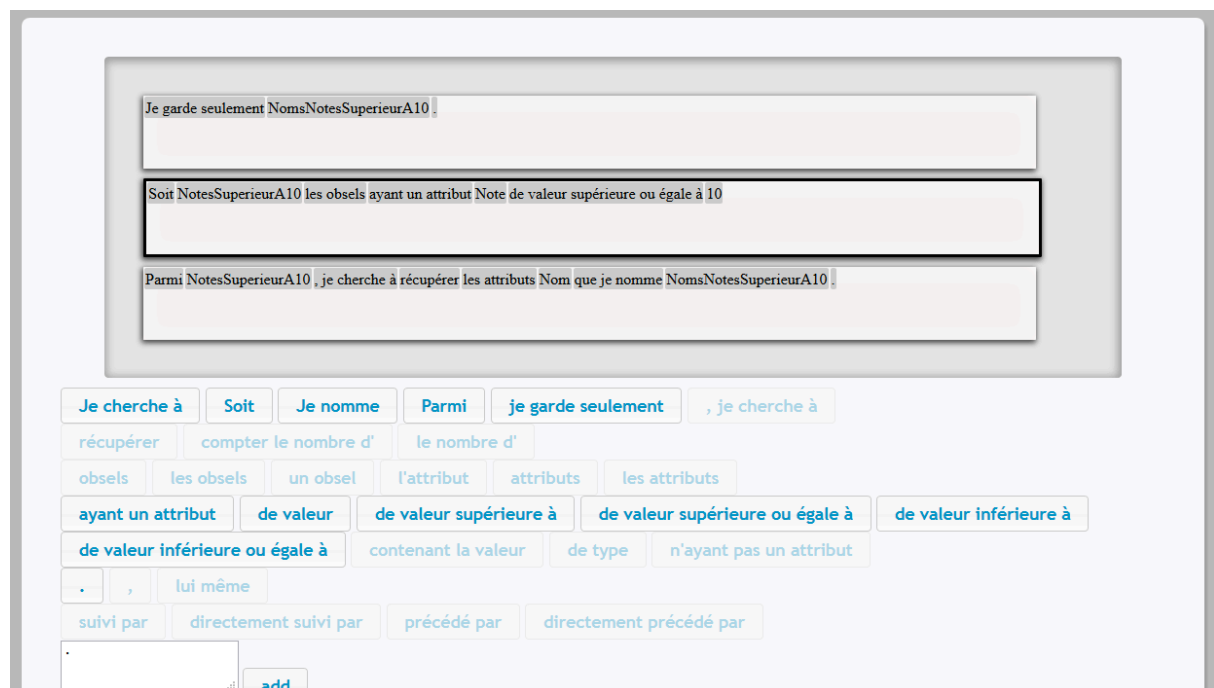 Je garde seulement NomsNotesSuperieurA10 .
Soit NotesSuperieurA10 les obsels ayant un attribut Note de valeur supérieure ou égale à 10
Parmi NotesSuperieurA10 , je cherche à récupérer les attributs Nom que je nomme NomsNotesSuperieurA10 .
Je cherche à Soit Je nomme Parmi je garde seulement , je cherche à
récupérer compter le nombre d' le nombre d'
obsels les obsels un obsel l'attribut attributs les attributs
ayant un attribut de valeur de valeur supérieure à de valeur supérieure ou égale à de valeur inférieure à
de valeur inférieure ou égale à contenant la valeur de type n'ayant pas un attribut
. , lui même
suivi par directement suivi par précédé par directement précédé par
.
add